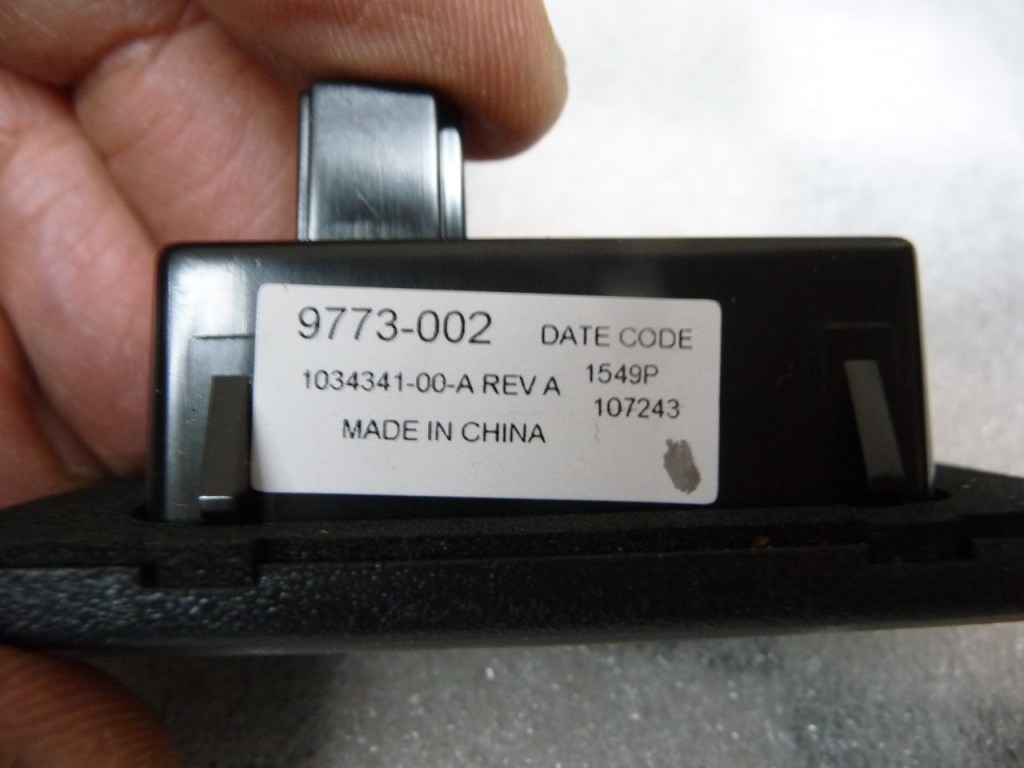 9773-002 DATE CODE
1034341-00-A REV A 1549P
107243
MADE IN CHINA